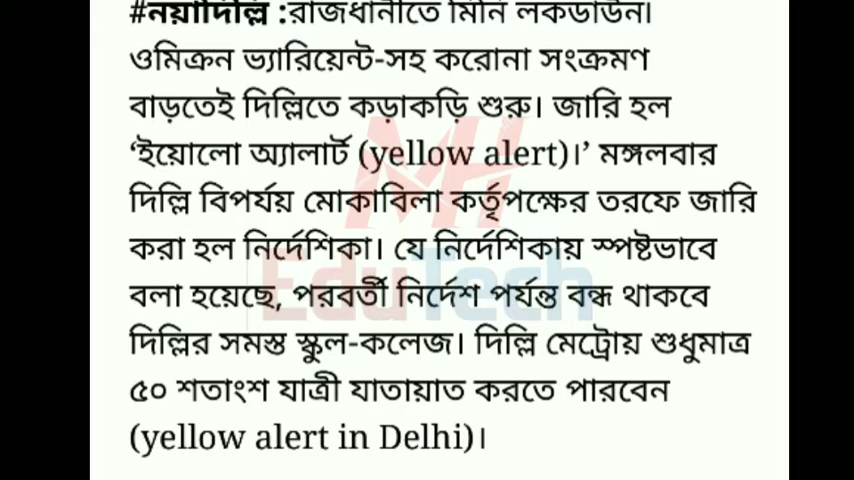 #নয়াদিল্লি :রাজধানীতে মিনি লকডাউন।
ওমিক্রন ভ্যারিয়েন্ট-সহ করোনা সংক্রমণ
বাড়তেই দিল্লিতে কড়াকড়ি শুরু। জারি হল
‘ইয়োলো অ্যালার্ট (yellow alert)।’ মঙ্গলবার
দিল্লি বিপর্যয় মোকাবিলা কর্তৃপক্ষের তরফে জারি
করা হল নির্দেশিকা। যে নির্দেশিকায় স্পষ্টভাবে
বলা হয়েছে, পরবর্তী নির্দেশ পর্যন্ত বন্ধ থাকবে
দিল্লির সমস্ত স্কুল-কলেজ। দিল্লি মেট্রোয় শুধুমাত্র
৫০ শতাংশ যাত্রী যাতায়াত করতে পারবেন
(yellow alert in Delhi)।
MH
EduTech